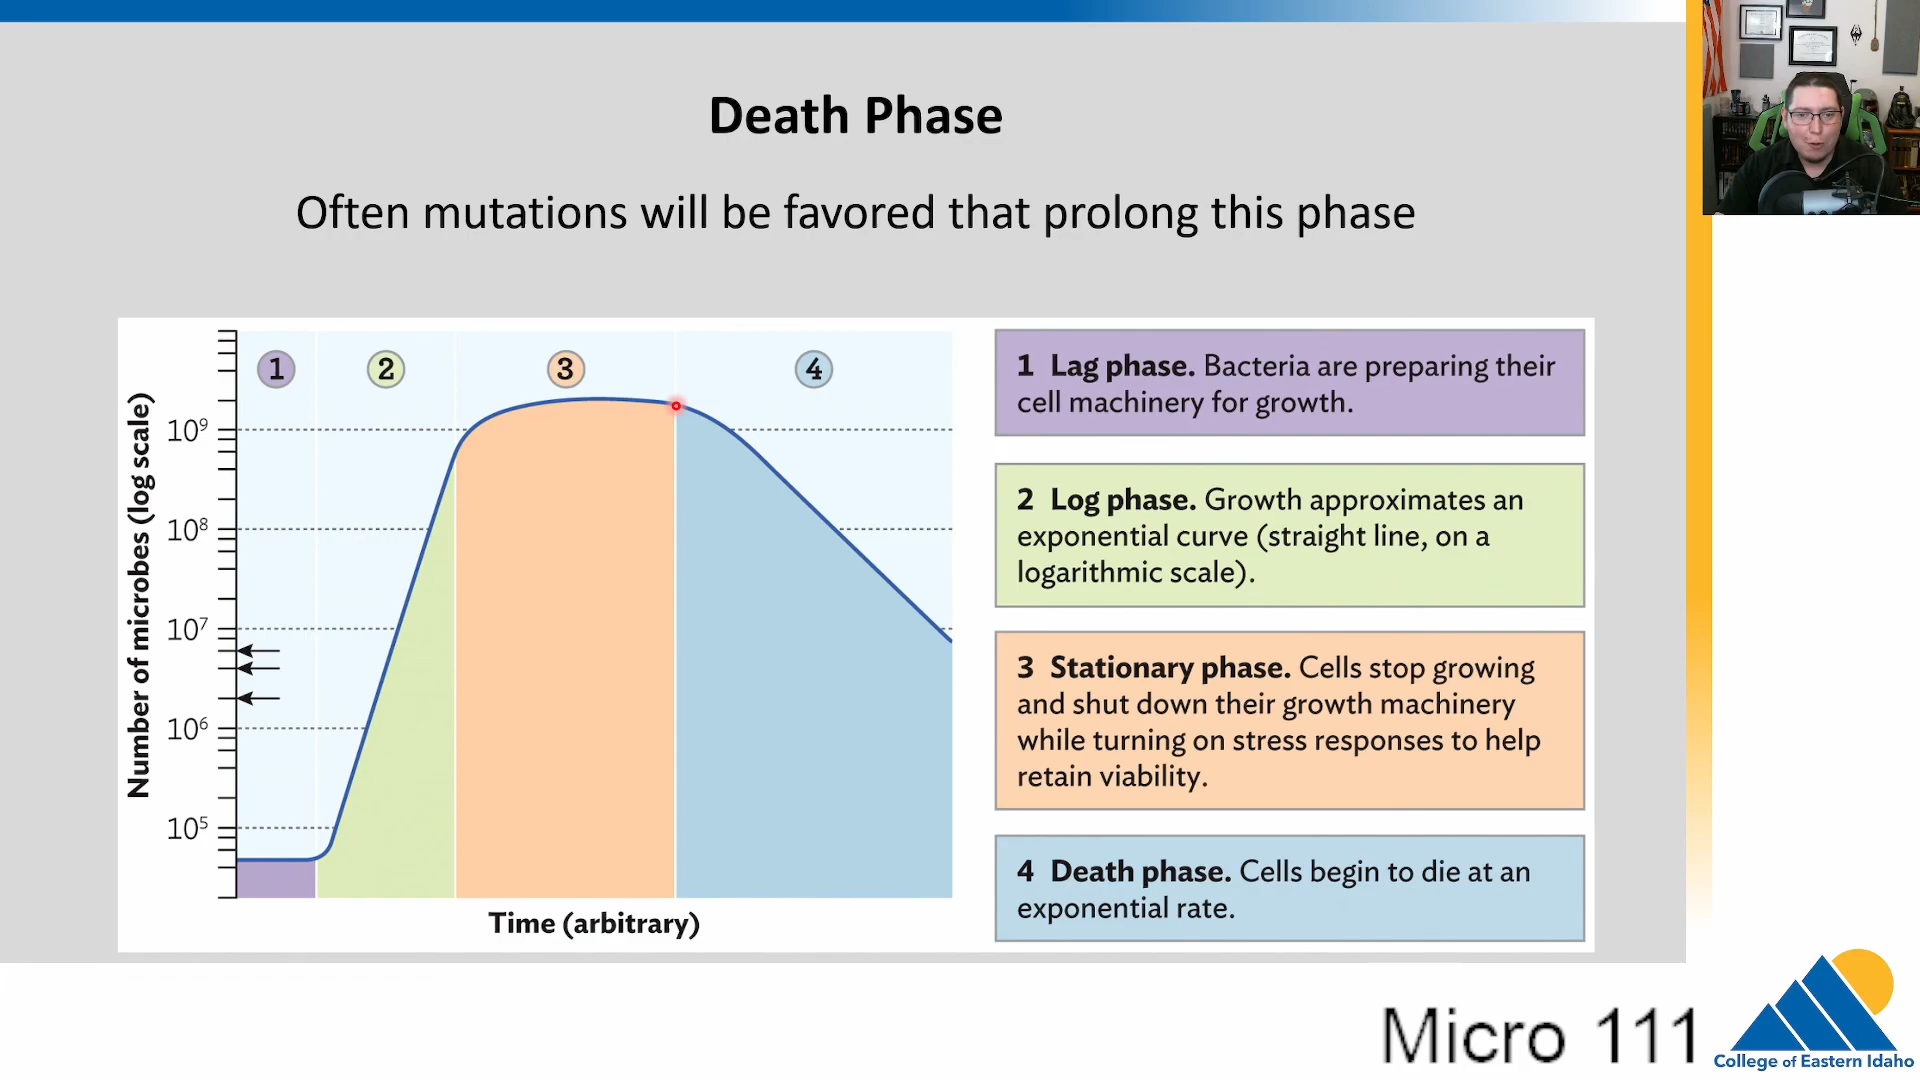 Death Phase
Often mutations will be favored that prolong this phase
Number of microbes (log scale)
10⁹
10⁸
10⁷
10⁶
10⁵
1
2
3
4
Time (arbitrary)
1 Lag phase. Bacteria are preparing their
cell machinery for growth.
2 Log phase. Growth approximates an
exponential curve (straight line, on a
logarithmic scale).
3 Stationary phase. Cells stop growing
and shut down their growth machinery
while turning on stress responses to help
retain viability.
4 Death phase. Cells begin to die at an
exponential rate.
Micro 111
College of Eastern Idaho